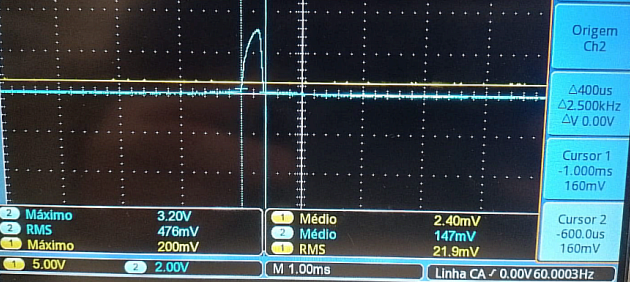 Origem
Ch2
Δ400us
Δ2.500kHz
ΔV 0.00V
Cursor 1
-1.000ms
160mV
Cursor 2
-600.0us
160mV
2 Máximo 3.20V
2 RMS 476mV
1 Máximo 200mV
1 Médio 2.40mV
2 Médio 147mV
1 RMS 21.9mV
1 5.00V 2 2.00V M 1.00ms Linha CA 0.00V 60.0003Hz